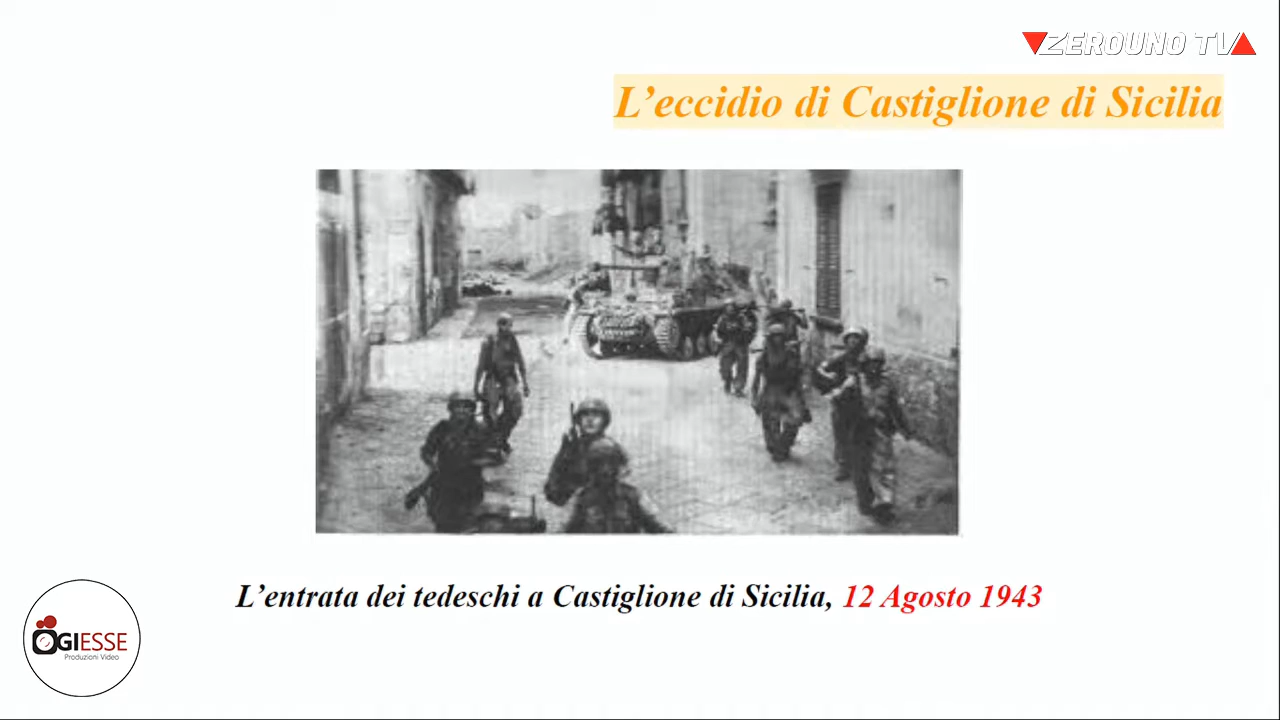 ZEROUNO TV
L’eccidio di Castiglione di Sicilia
L’entrata dei tedeschi a Castiglione di Sicilia, 12 Agosto 1943
OGIESSE
Produzioni Video